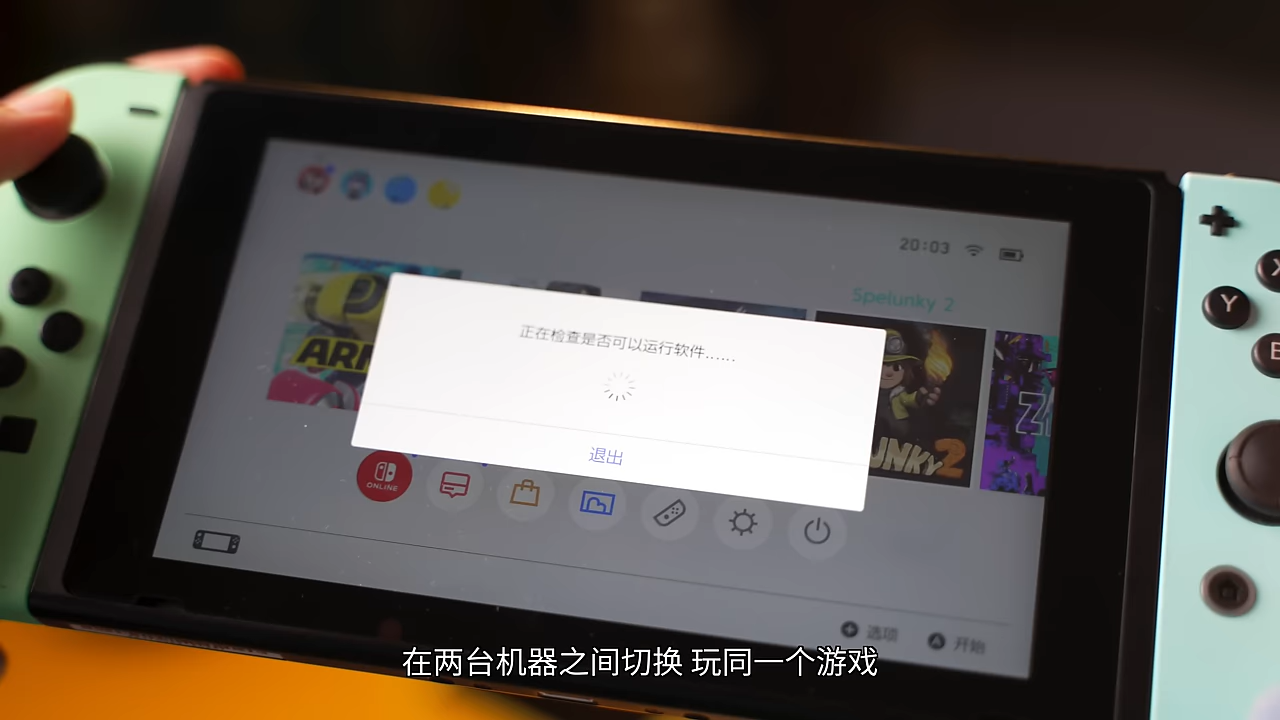 20:03
Spelunky 2
ARM
正在检查是否可以运行软件......
UNKY 2
Z
退出
ONLINE
选项
开始
Y
X
B
在两台机器之间切换 玩同一个游戏